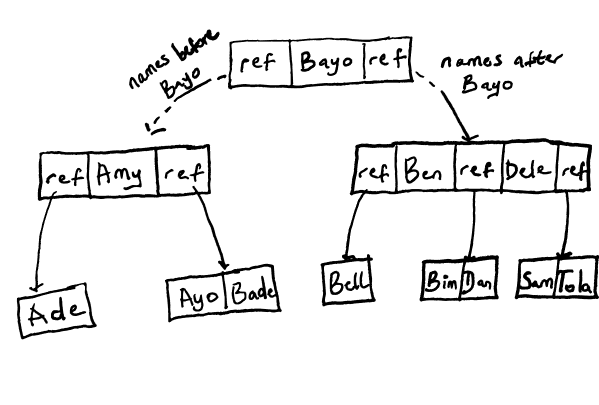 names before
Bayo
ref Bayo ref
names after
Bayo
ref Amy ref
ref Ben ref Dele ref
Ade
Ayo Bade
Bell
Bim Dan
Sam Tola